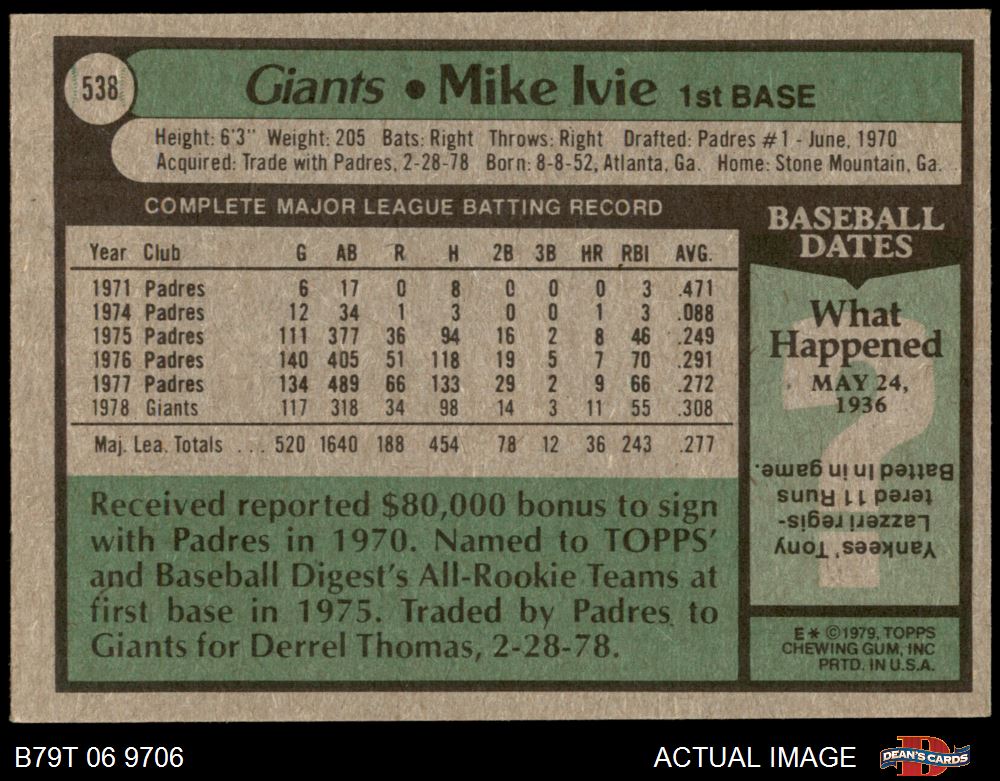 538
Giants • Mike Ivie 1st BASE
Height: 6'3" Weight: 205 Bats: Right Throws: Right Drafted: Padres #1 - June, 1970
Acquired: Trade with Padres, 2-28-78 Born: 8-8-52, Atlanta, Ga. Home: Stone Mountain, Ga.
COMPLETE MAJOR LEAGUE BATTING RECORD
Year Club G AB R H 2B 3B HR RBI AVG.
1971 Padres 6 17 0 8 0 0 0 3 .471
1974 Padres 12 34 1 3 0 0 1 3 .088
1975 Padres 111 377 36 94 16 2 8 46 .249
1976 Padres 140 405 51 118 19 5 7 70 .291
1977 Padres 134 489 66 133 29 2 9 66 .272
1978 Giants 117 318 34 98 14 3 11 55 .308
Maj. Lea. Totals ... 520 1640 188 454 78 12 36 243 .277
Received reported $80,000 bonus to sign
with Padres in 1970. Named to TOPPS'
and Baseball Digest's All-Rookie Teams at
first base in 1975. Traded by Padres to
Giants for Derrel Thomas, 2-28-78.
BASEBALL
DATES
What
Happened
MAY 24,
1936
?
Yankees' Tony
Lazzeri regis-
tered 11 Runs
Batted In in game.
E* ©1979, TOPPS
CHEWING GUM, INC
PRTD. IN U.S.A.
B79T 06 9706
ACTUAL IMAGE
D
DEAN'S CARDS